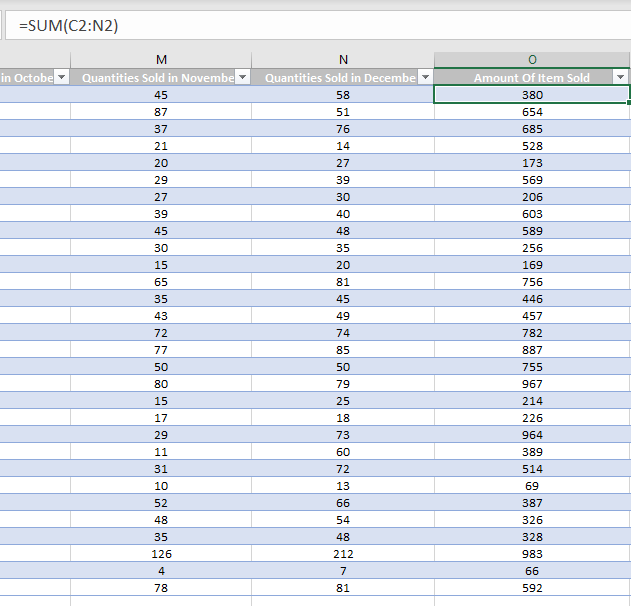 =SUM(C2:N2)
M N O
in Octobe Quantities Sold in Novembe Quantities Sold in Decembe Amount Of Item Sold
45 58 380
87 51 654
37 76 685
21 14 528
20 27 173
29 39 569
27 30 206
39 40 603
45 48 589
30 35 256
15 20 169
65 81 756
35 45 446
43 49 457
72 74 782
77 85 887
50 50 755
80 79 967
15 25 214
17 18 226
29 73 964
11 60 389
31 72 514
10 13 69
52 66 387
48 54 326
35 48 328
126 212 983
4 7 66
78 81 592